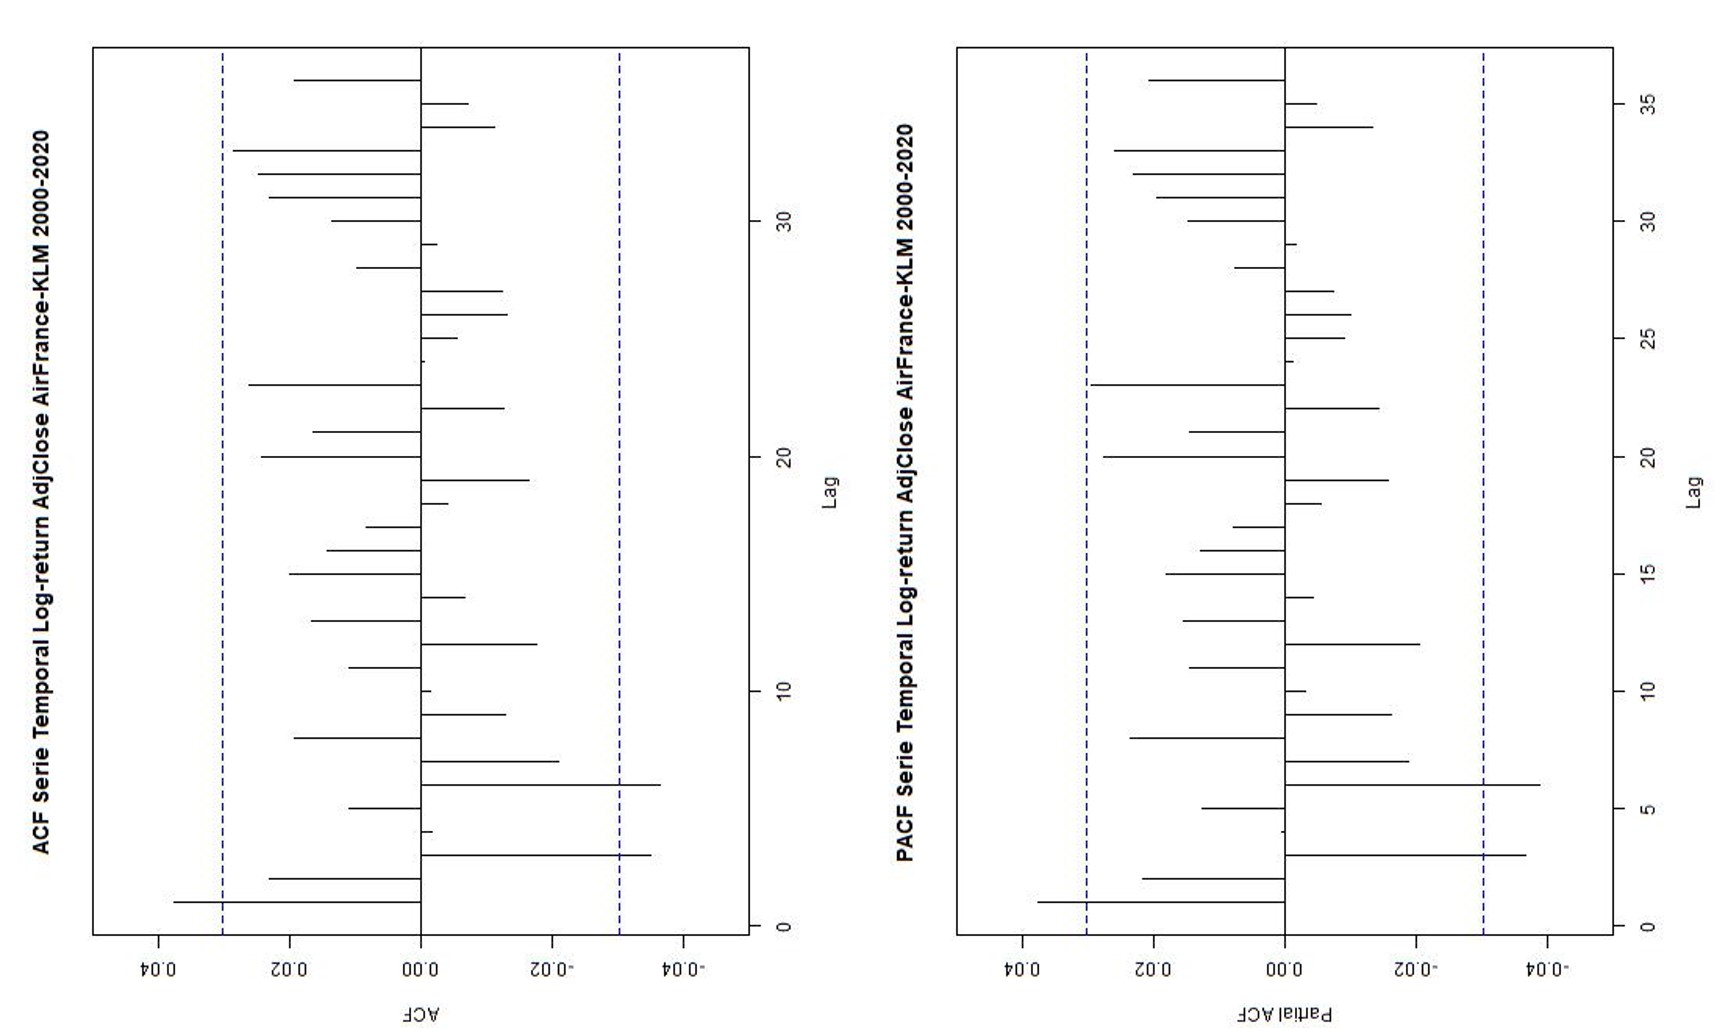 ACF Serie Temporal Log-return AdjClose AirFrance-KLM 2000-2020
0.04
0.02
0.00
-0.02
-0.04
ACF
0 10 20 30
Lag
PACF Serie Temporal Log-return AdjClose AirFrance-KLM 2000-2020
0.04
0.02
0.00
-0.02
-0.04
Partial ACF
0 5 10 15 20 25 30 35
Lag